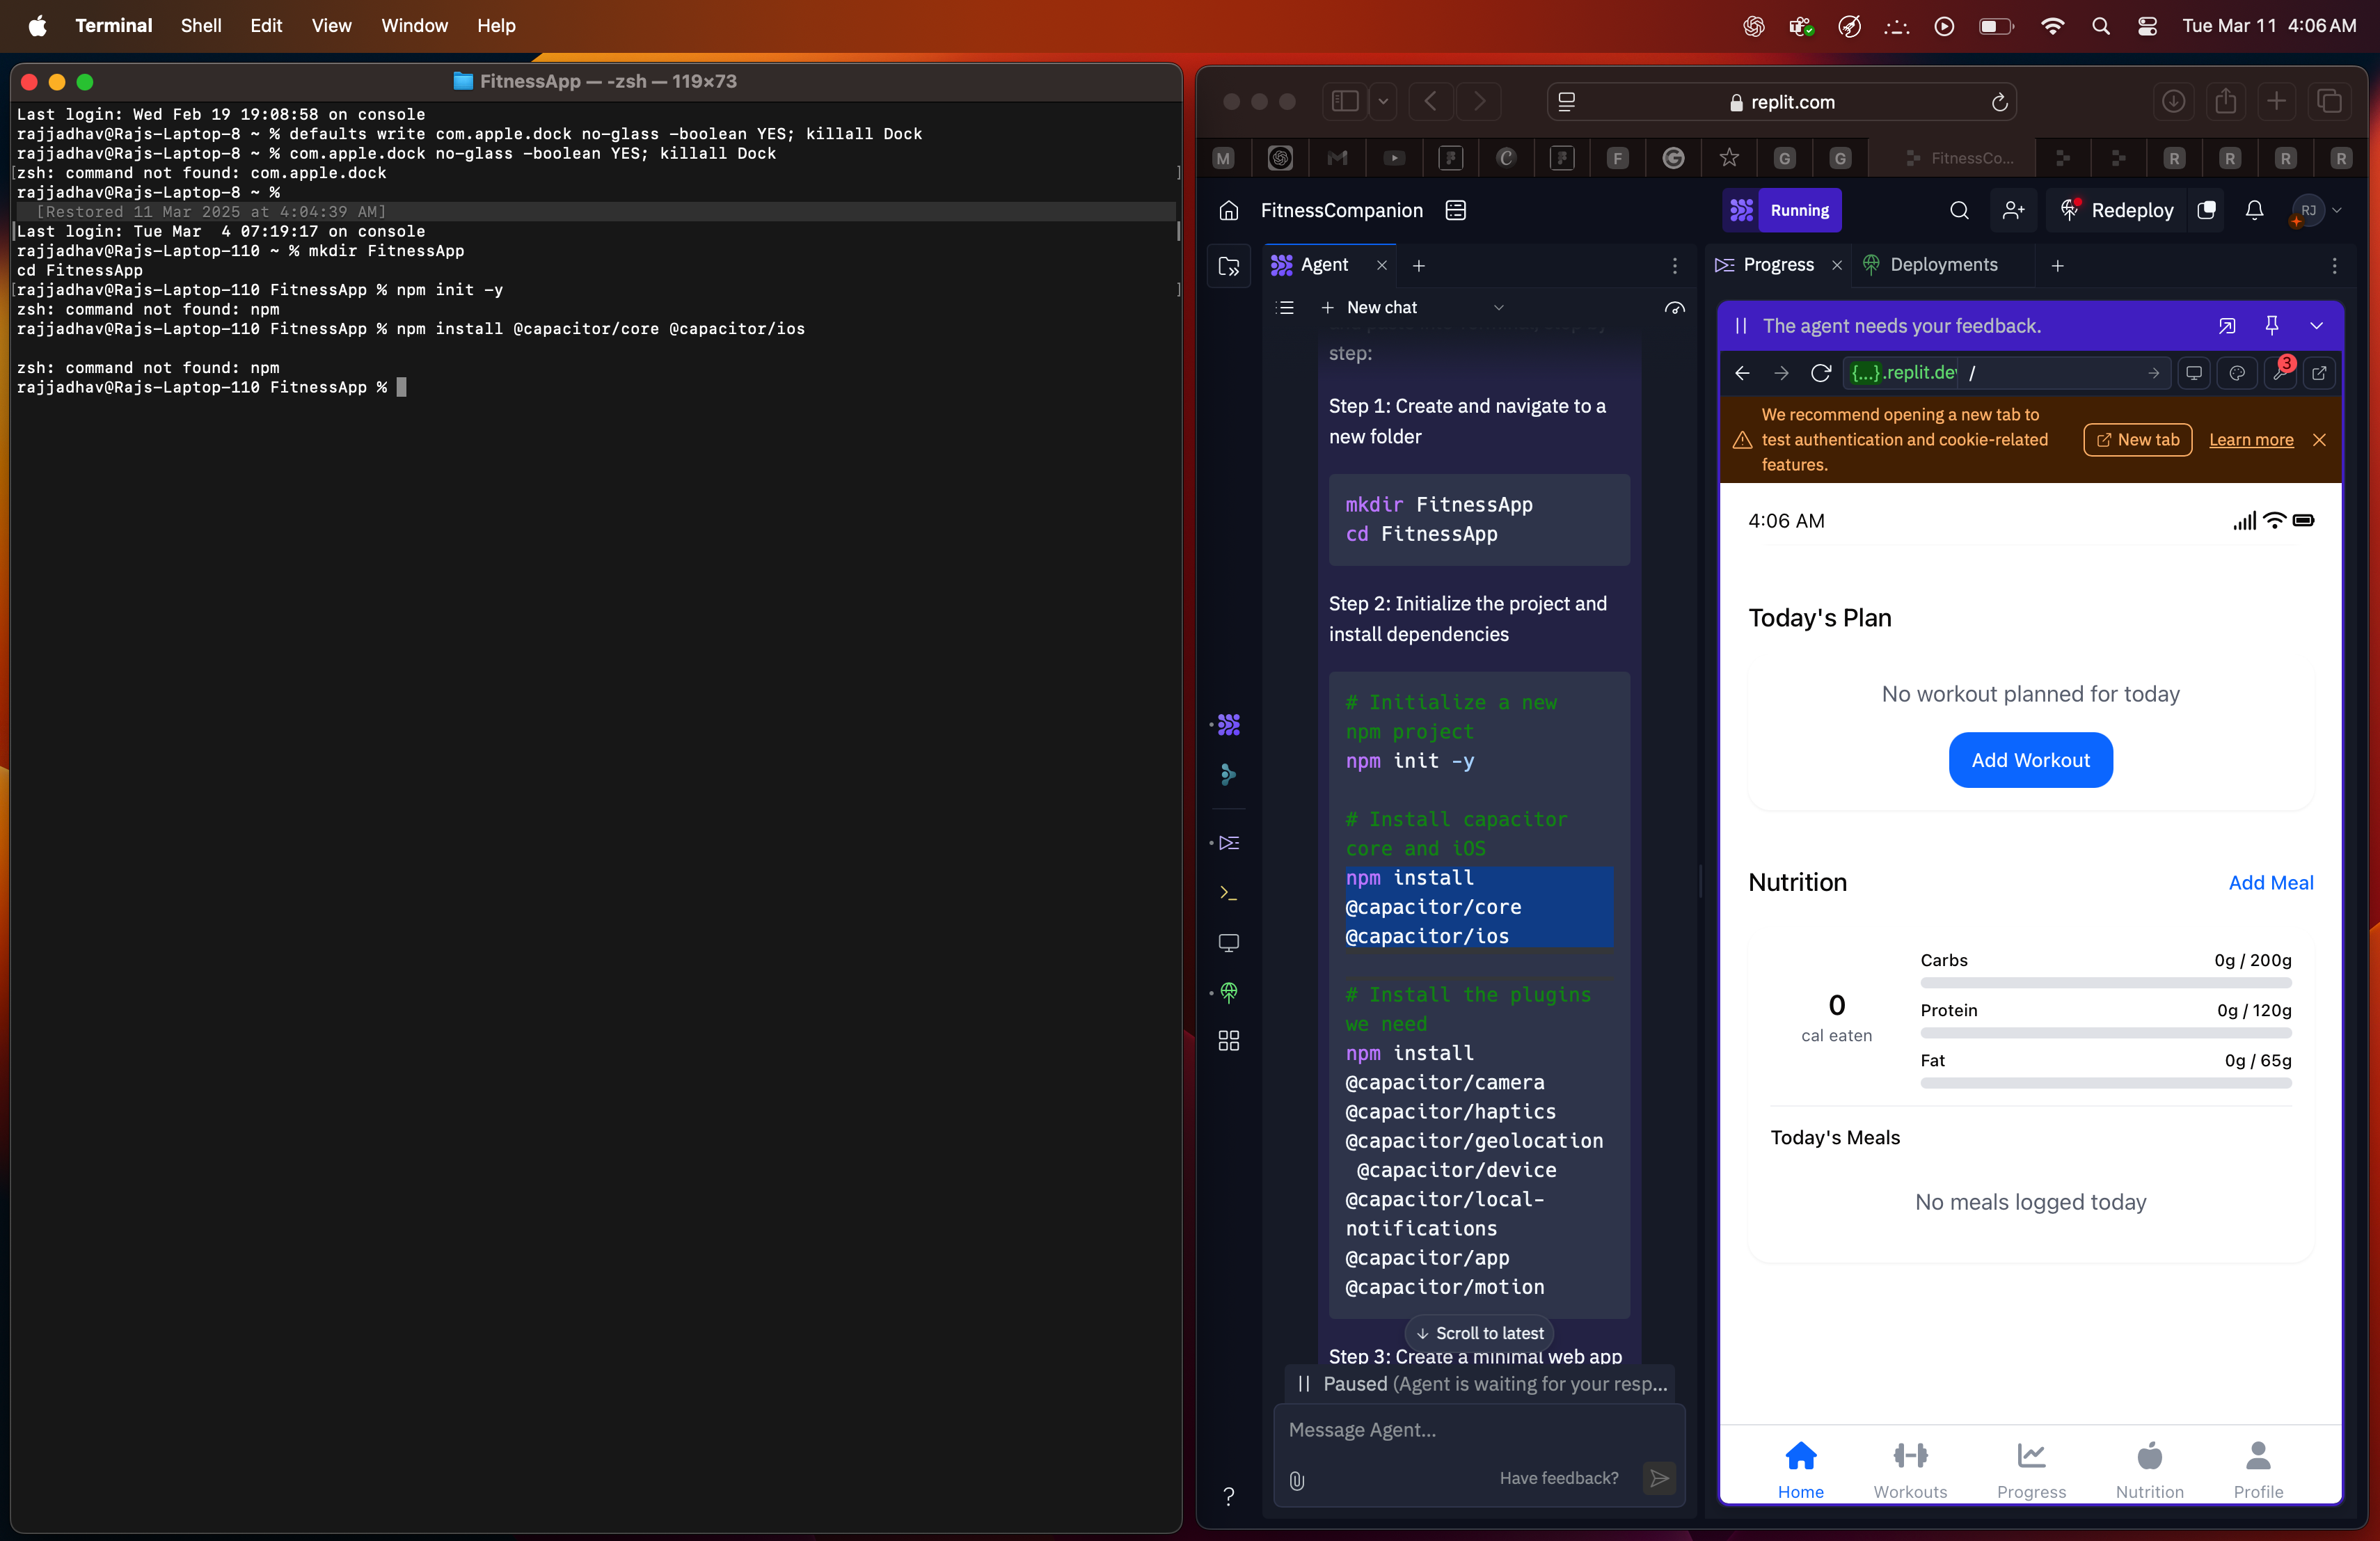 Terminal Shell Edit View Window Help
Tue Mar 11 4:06 AM
FitnessApp — -zsh — 119×73
Last login: Wed Feb 19 19:08:58 on console
rajjadhav@Rajs-Laptop-8 ~ % defaults write com.apple.dock no-glass -boolean YES; killall Dock
rajjadhav@Rajs-Laptop-8 ~ % com.apple.dock no-glass -boolean YES; killall Dock
[zsh: command not found: com.apple.dock ]
rajjadhav@Rajs-Laptop-8 ~ %
[Restored 11 Mar 2025 at 4:04:39 AM]
Last login: Tue Mar  4 07:19:17 on console
rajjadhav@Rajs-Laptop-110 ~ % mkdir FitnessApp
cd FitnessApp
[rajjadhav@Rajs-Laptop-110 FitnessApp % npm init -y ]
zsh: command not found: npm
rajjadhav@Rajs-Laptop-110 FitnessApp % npm install @capacitor/core @capacitor/ios
zsh: command not found: npm
rajjadhav@Rajs-Laptop-110 FitnessApp %
replit.com
M C F G G G FitnessCo... R R R R
FitnessCompanion
Running
Redeploy
RJ
Agent
New chat
step:
Step 1: Create and navigate to a
new folder
mkdir FitnessApp
cd FitnessApp
Step 2: Initialize the project and
install dependencies
# Initialize a new
npm project
npm init -y
# Install capacitor
core and iOS
npm install
@capacitor/core
@capacitor/ios
# Install the plugins
we need
npm install
@capacitor/camera
@capacitor/haptics
@capacitor/geolocation
@capacitor/device
@capacitor/local-
notifications
@capacitor/app
@capacitor/motion
Scroll to latest
Step 3: Create a minimal web app
Paused (Agent is waiting for your resp...
Message Agent...
Have feedback?
?
Progress
Deployments
The agent needs your feedback.
{...}.replit.dev /
3
We recommend opening a new tab to
test authentication and cookie-related
features.
New tab
Learn more
4:06 AM
Today's Plan
No workout planned for today
Add Workout
Nutrition
Add Meal
0
cal eaten
Carbs 0g / 200g
Protein 0g / 120g
Fat 0g / 65g
Today's Meals
No meals logged today
Home Workouts Progress Nutrition Profile